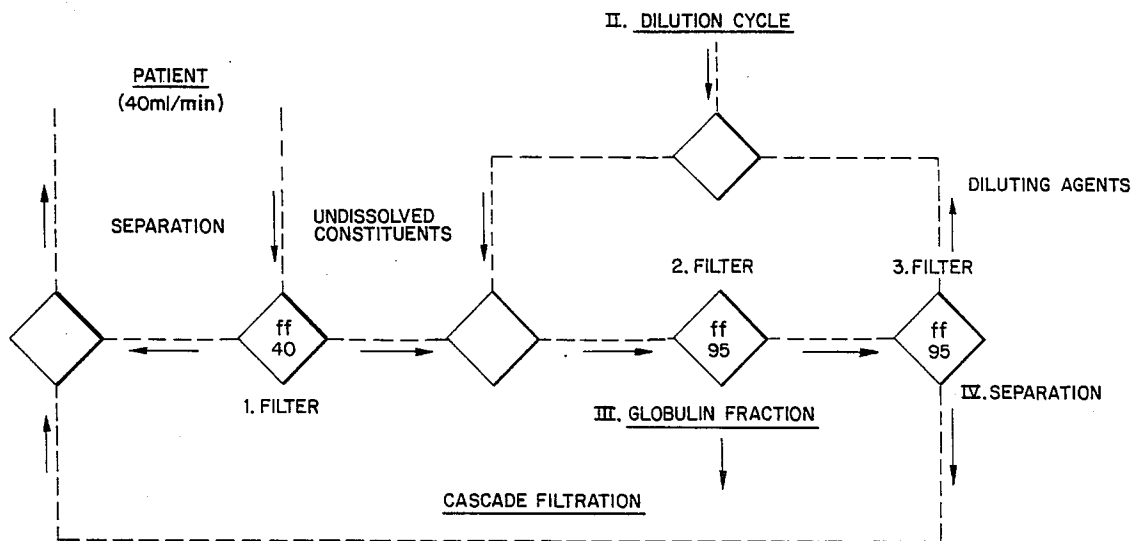 II. DILUTION CYCLE
PATIENT
(40ml/min)
DILUTING AGENTS
SEPARATION
UNDISSOLVED
CONSTITUENTS
2. FILTER
3. FILTER
ff
40
ff
95
ff
95
1. FILTER
IV. SEPARATION
III. GLOBULIN FRACTION
CASCADE FILTRATION